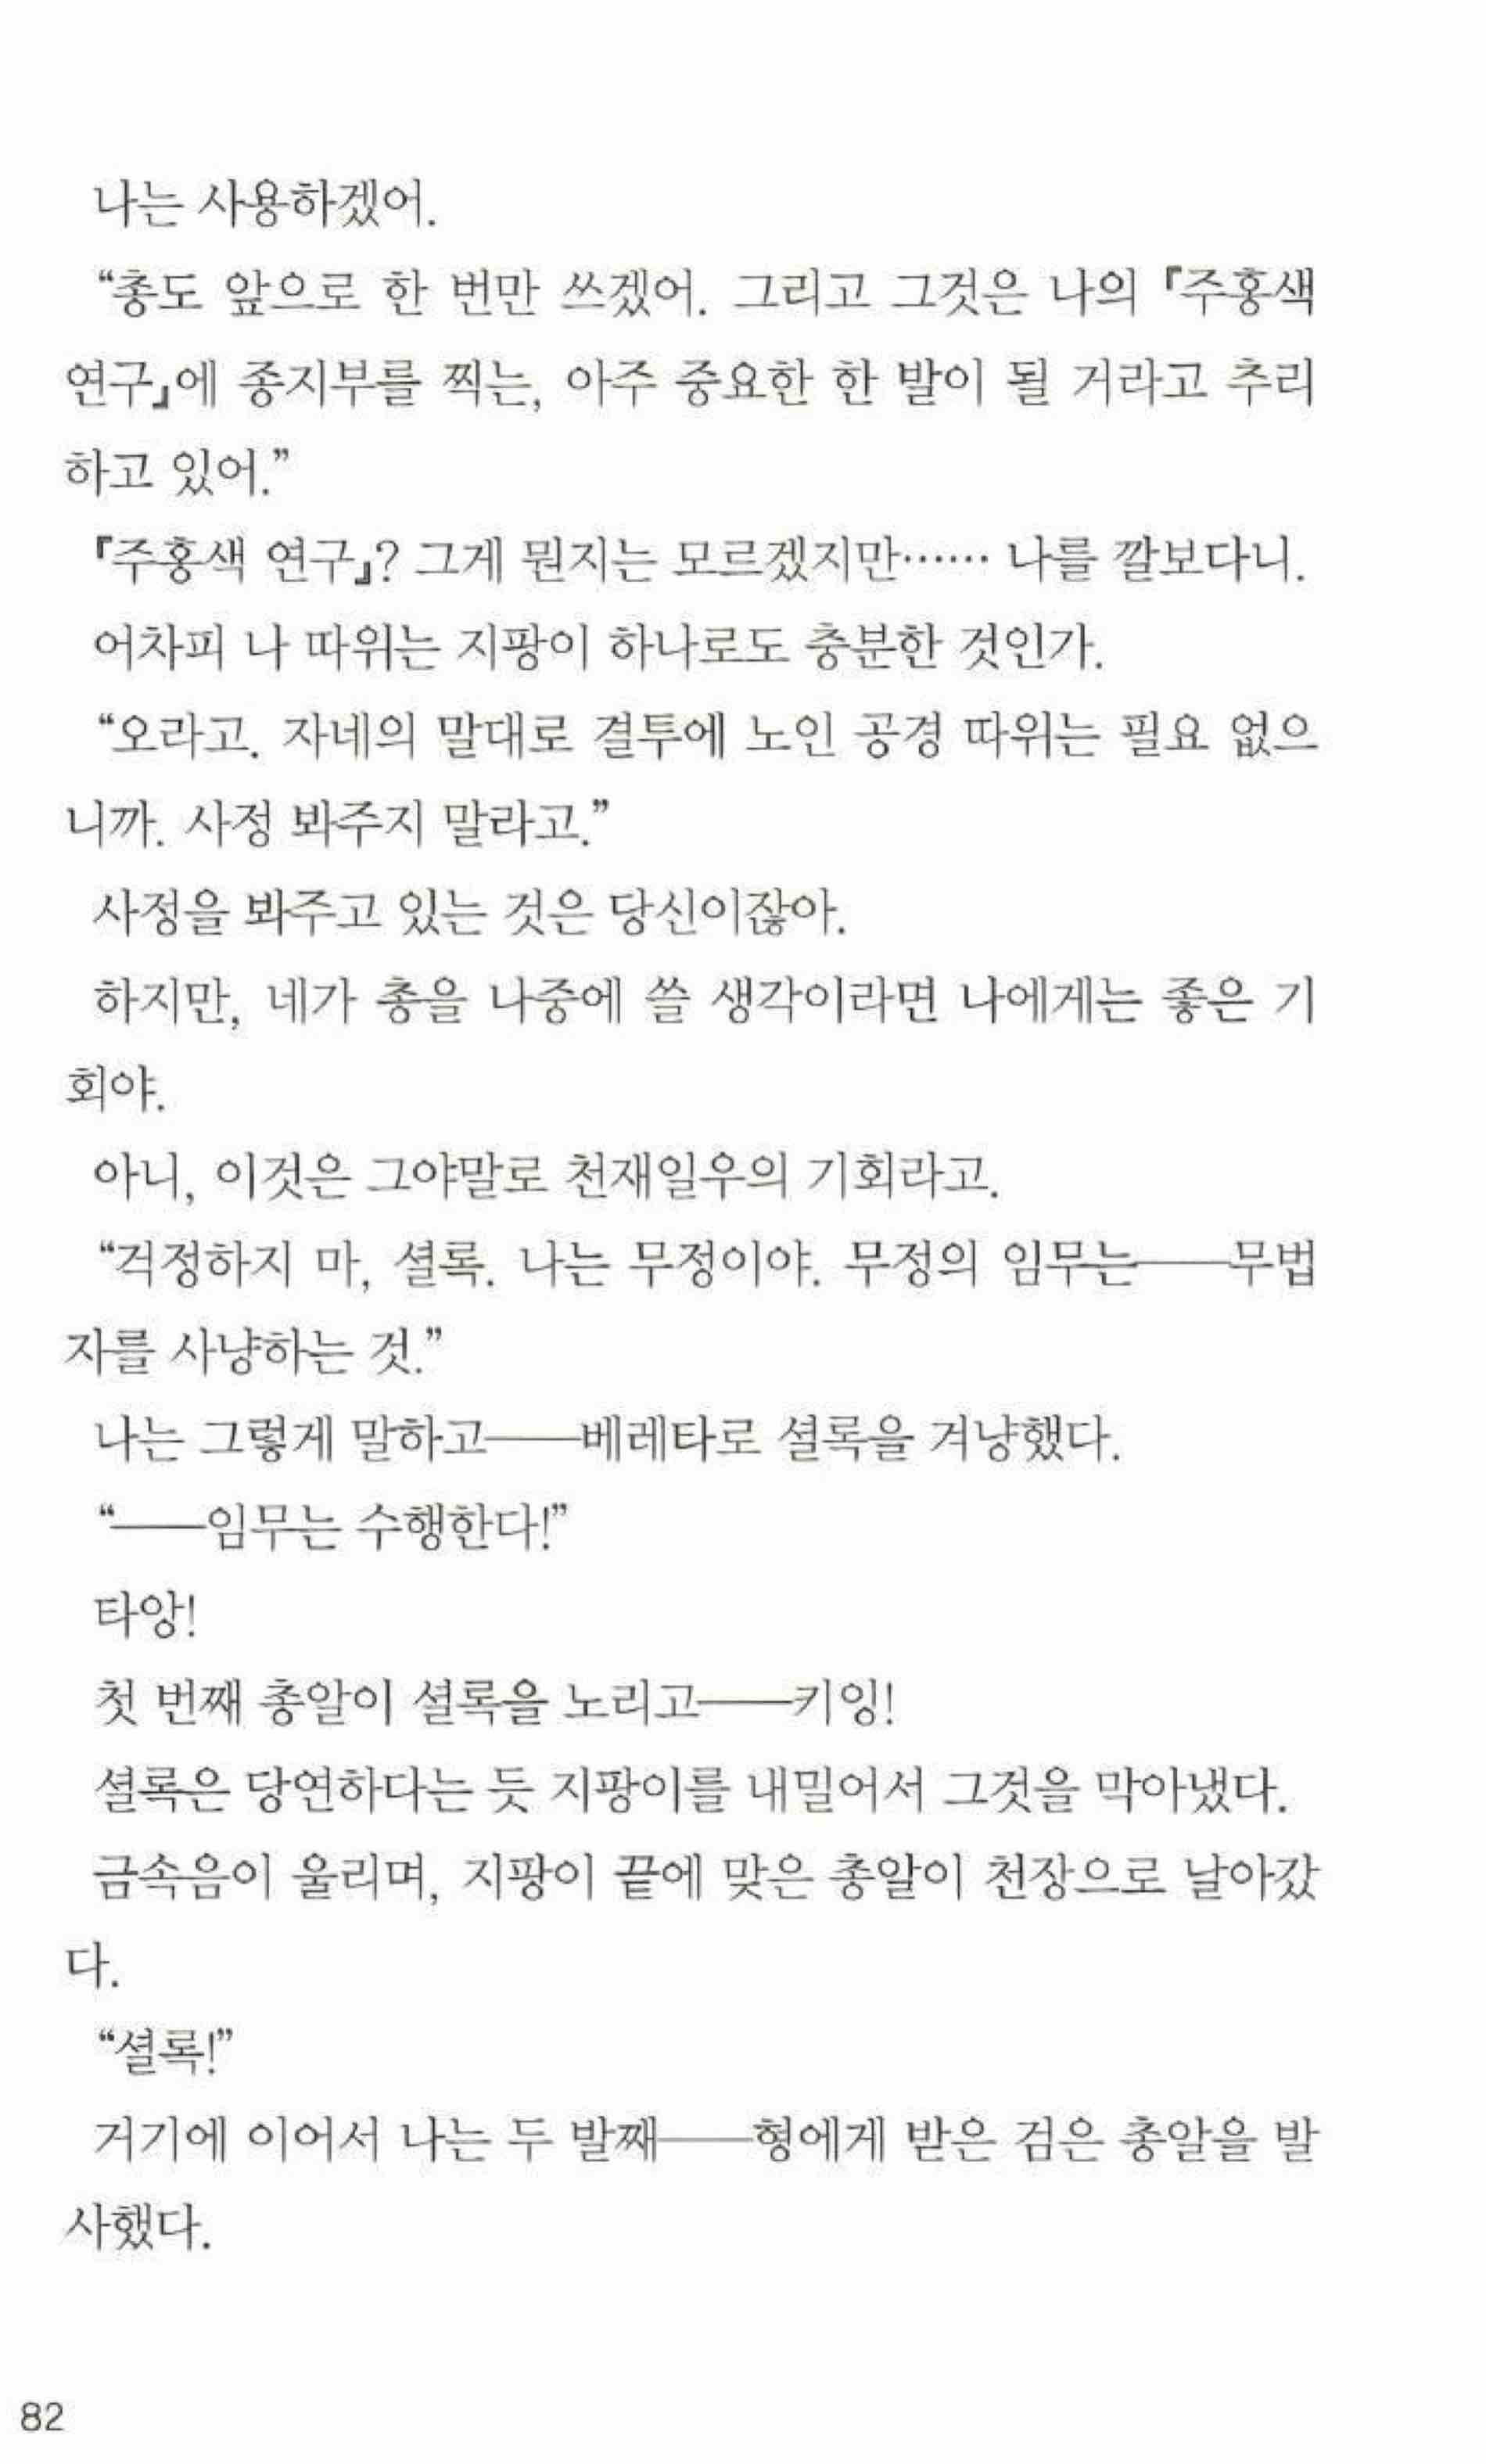 나는 사용하겠어.
“총도 앞으로 한 번만 쓰겠어. 그리고 그것은 나의 『주홍색
연구』에 종지부를 찍는, 아주 중요한 한 발이 될 거라고 추리
하고 있어.”
『주홍색 연구』? 그게 뭔지는 모르겠지만…… 나를 깔보다니.
어차피 나 따위는 지팡이 하나로도 충분한 것인가.
“오라고. 자네의 말대로 결투에 노인 공경 따위는 필요 없으
니까. 사정 봐주지 말라고.”
사정을 봐주고 있는 것은 당신이잖아.
하지만, 네가 총을 나중에 쓸 생각이라면 나에게는 좋은 기
회야.
아니, 이것은 그야말로 천재일우의 기회라고.
“걱정하지 마, 셜록. 나는 무정이야. 무정의 임무는──무법
자를 사냥하는 것.”
나는 그렇게 말하고──베레타로 셜록을 겨냥했다.
“──임무는 수행한다!”
타앙!
첫 번째 총알이 셜록을 노리고──키잉!
셜록은 당연하다는 듯 지팡이를 내밀어서 그것을 막아냈다.
금속음이 울리며, 지팡이 끝에 맞은 총알이 천장으로 날아갔
다.
“셜록!”
거기에 이어서 나는 두 발째──형에게 받은 검은 총알을 발
사했다.
82